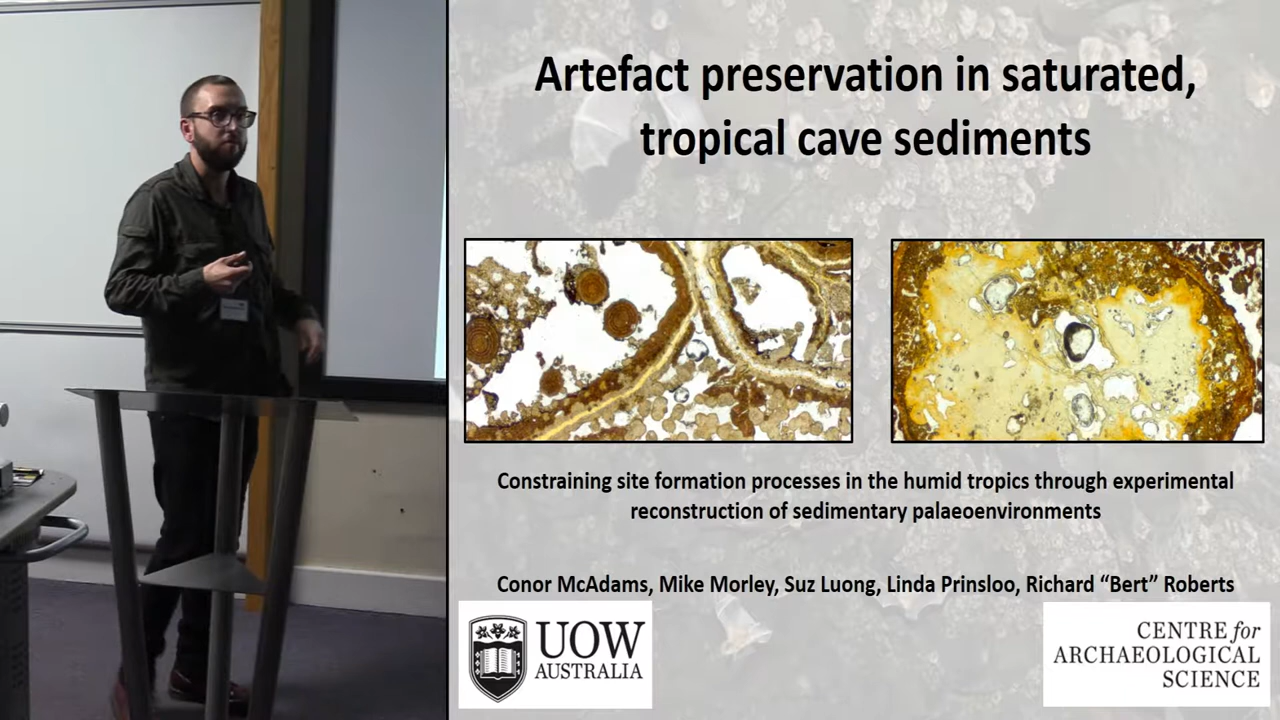 Artefact preservation in saturated,
tropical cave sediments
Constraining site formation processes in the humid tropics through experimental
reconstruction of sedimentary palaeoenvironments
Conor McAdams, Mike Morley, Suz Luong, Linda Prinsloo, Richard “Bert” Roberts
UOW
AUSTRALIA
CENTRE for
ARCHAEOLOGICAL
SCIENCE